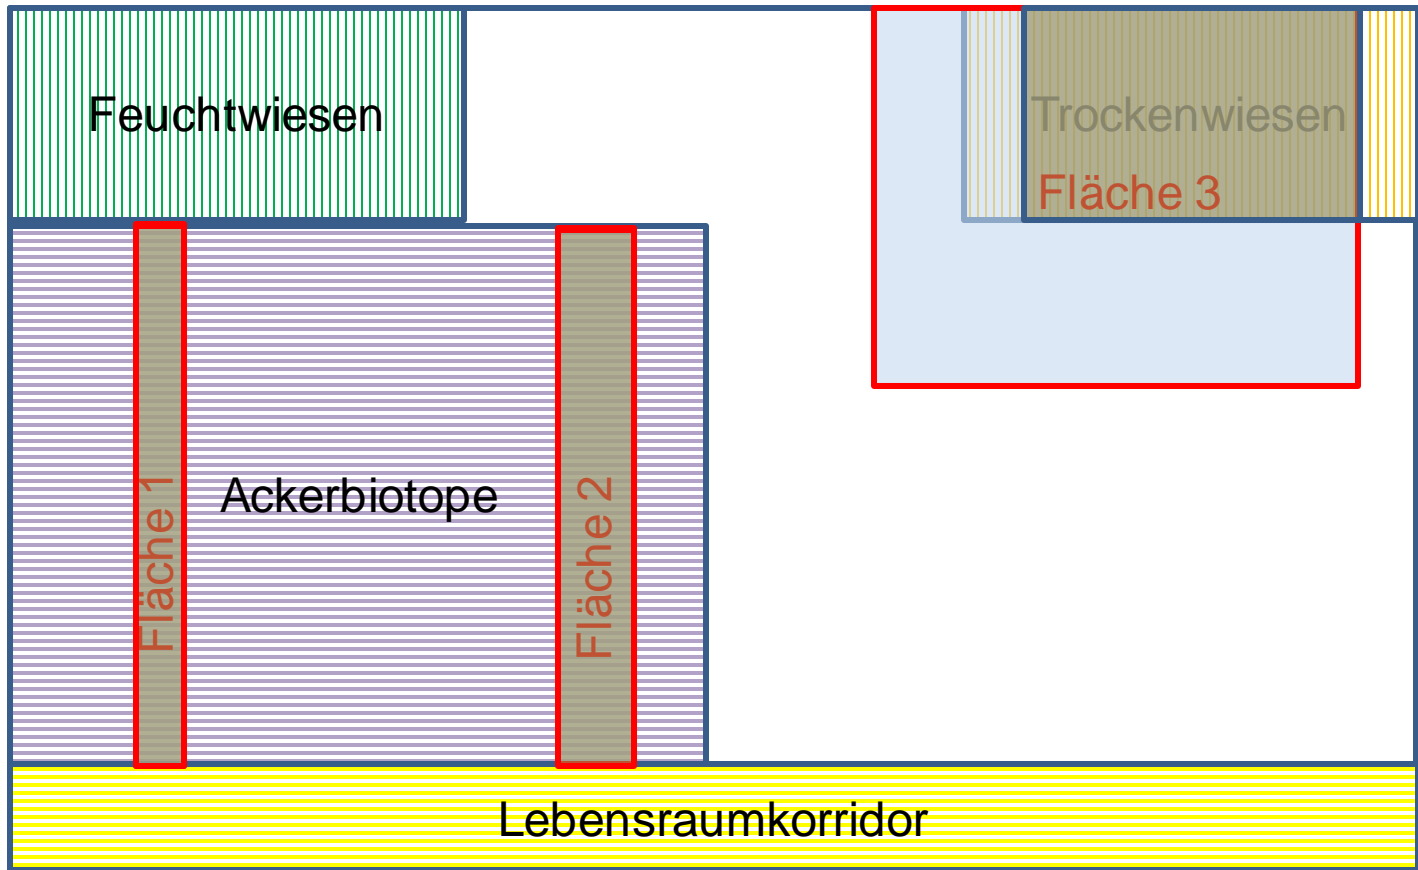 Feuchtwiesen
Trockenwiesen
Fläche 3
Fläche 1
Ackerbiotope
Fläche 2
Lebensraumkorridor